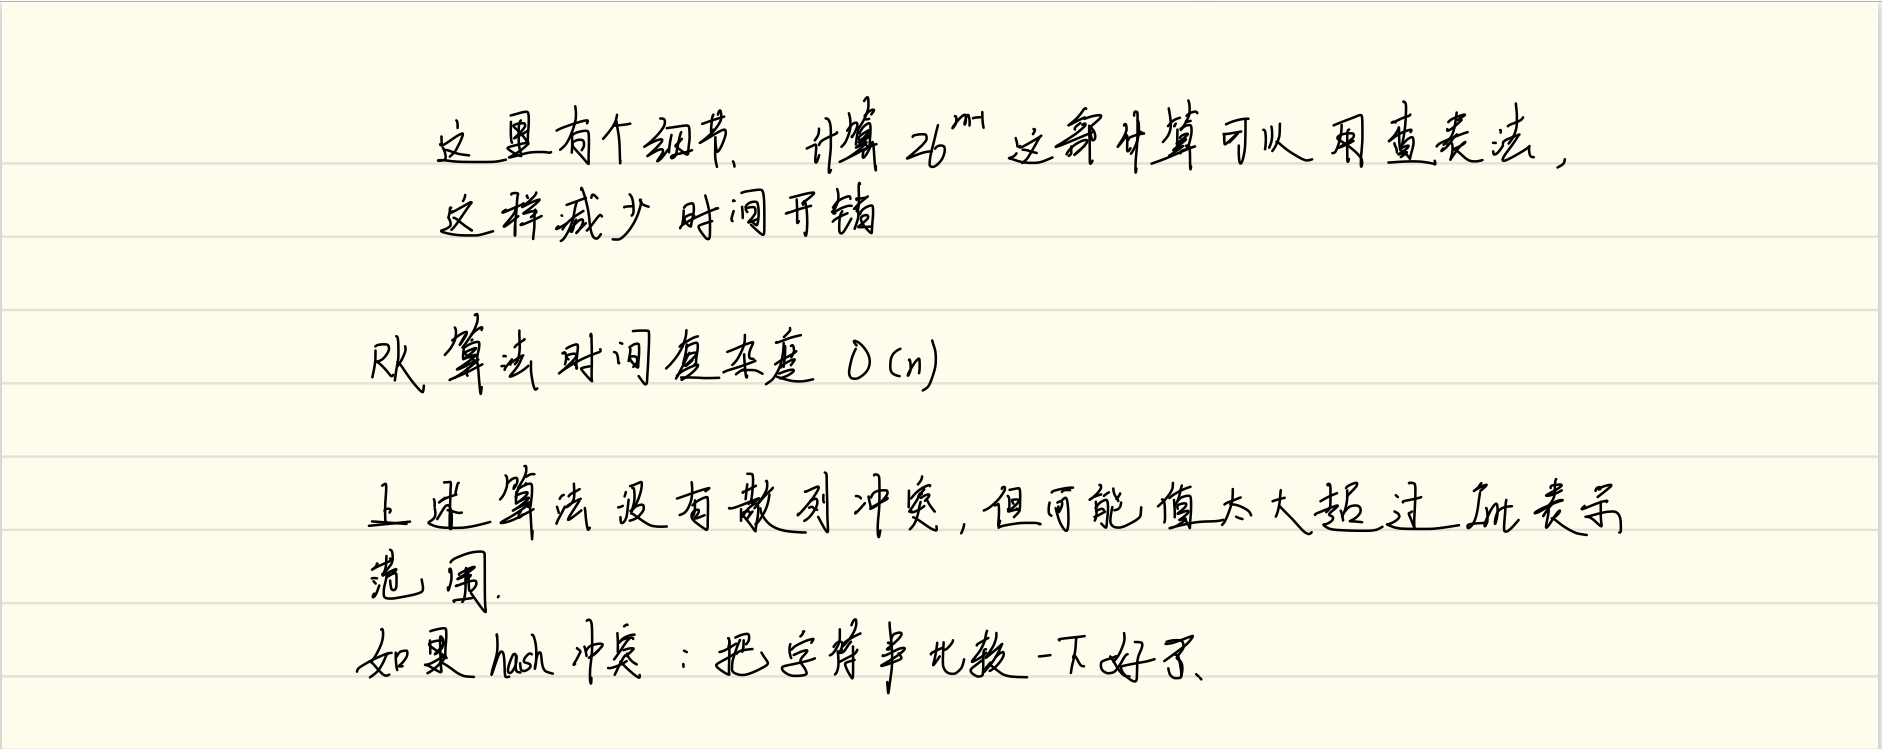 这里有个细节、计算 26^{m-1} 这部计算可以用查表法,
这样减少时间开销
RK 算法时间复杂度 O(n)
上述算法没有散列冲突, 但可能值太大超过 Int 表示
范围.
如果 hash 冲突 : 把字符串比较一下好了、